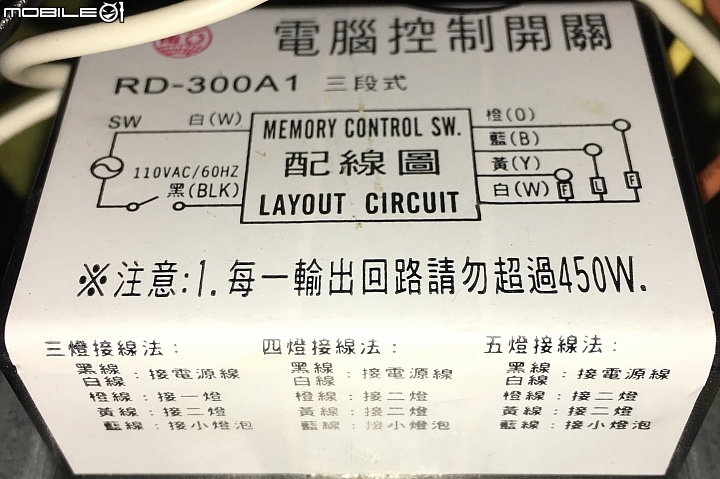 MOBILE01
電腦控制開關
RD-300A1 三段式
SW 白(W)
110VAC/60HZ
黑(BLK)
MEMORY CONTROL SW.
配線圖
LAYOUT CIRCUIT
橙(O)
藍(B)
黃(Y)
白(W)
F L F
※注意:1. 每一輸出回路請勿超過450W.
三燈接線法:
黑線
白線:接電源線
橙線:接一燈
黃線:接二燈
藍線:接小燈泡
四燈接線法:
黑線
白線:接電源線
橙線:接二燈
黃線:接二燈
藍線:接小燈泡
五燈接線法:
黑線
白線:接電源線
橙線:接二燈
黃線:接二燈
藍線:接小燈泡